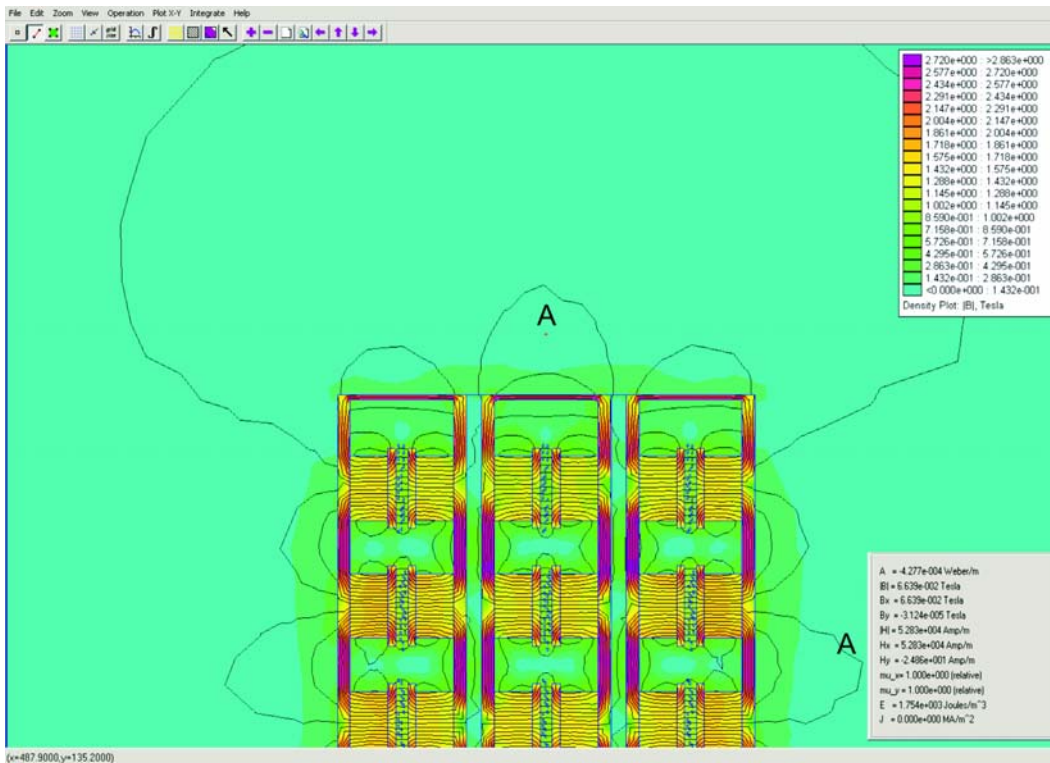 File Edit Zoom View Operation Plot X-Y Integrate Help
2.720e+000 : >2.863e+000
2.577e+000 : 2.720e+000
2.434e+000 : 2.577e+000
2.291e+000 : 2.434e+000
2.147e+000 : 2.291e+000
2.004e+000 : 2.147e+000
1.861e+000 : 2.004e+000
1.718e+000 : 1.861e+000
1.575e+000 : 1.718e+000
1.432e+000 : 1.575e+000
1.288e+000 : 1.432e+000
1.145e+000 : 1.288e+000
1.002e+000 : 1.145e+000
8.590e-001 : 1.002e+000
7.158e-001 : 8.590e-001
5.726e-001 : 7.158e-001
4.295e-001 : 5.726e-001
2.863e-001 : 4.295e-001
1.432e-001 : 2.863e-001
<0.000e+000 : 1.432e-001
Density Plot: |B|, Tesla
A
A
A = -4.277e-004 Weber/m
|B| = 6.639e-002 Tesla
Bx = 6.639e-002 Tesla
By = -3.124e-005 Tesla
|H| = 5.283e+004 Amp/m
Hx = 5.283e+004 Amp/m
Hy = -2.486e+001 Amp/m
mu_x= 1.000e+000 (relative)
mu_y = 1.000e+000 (relative)
E = 1.754e+003 Joules/m^3
J = 0.000e+000 MA/m^2
(x=487.9000,y=135.2000)